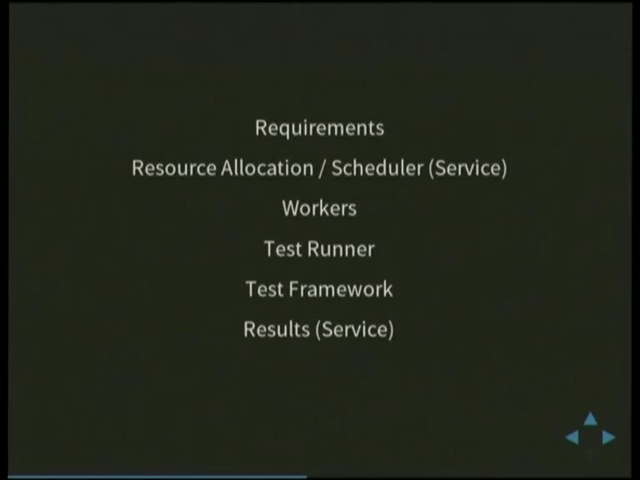 Requirements
Resource Allocation / Scheduler (Service)
Workers
Test Runner
Test Framework
Results (Service)